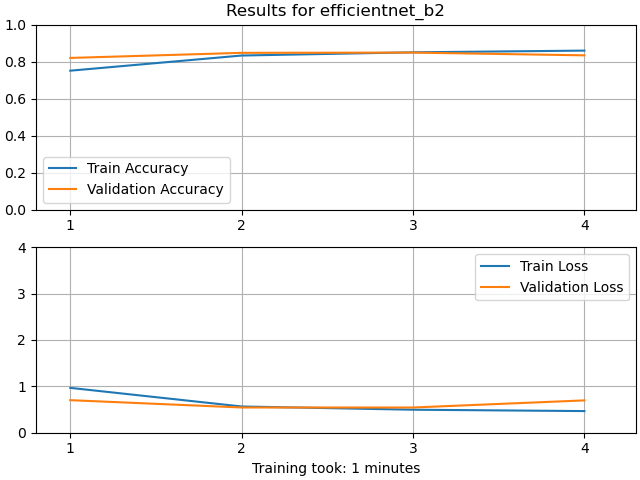 Results for efficientnet_b2
1.0
0.8
0.6
0.4
0.2
0.0
Train Accuracy
Validation Accuracy
1 2 3 4
4
3
2
1
0
Train Loss
Validation Loss
1 2 3 4
Training took: 1 minutes